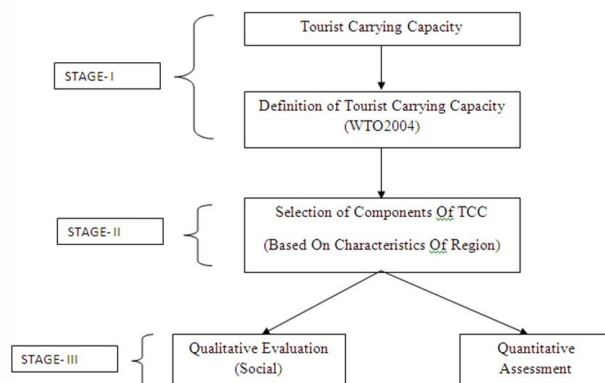 Tourist Carrying Capacity
STAGE- I
Definition of Tourist Carrying Capacity
(WTO2004)
Selection of Components Of TCC
STAGE-II
(Based On Characteristics Of Region)
Qualitative Evaluation
(Social)
Quantitative
Assessment
STAGE-III